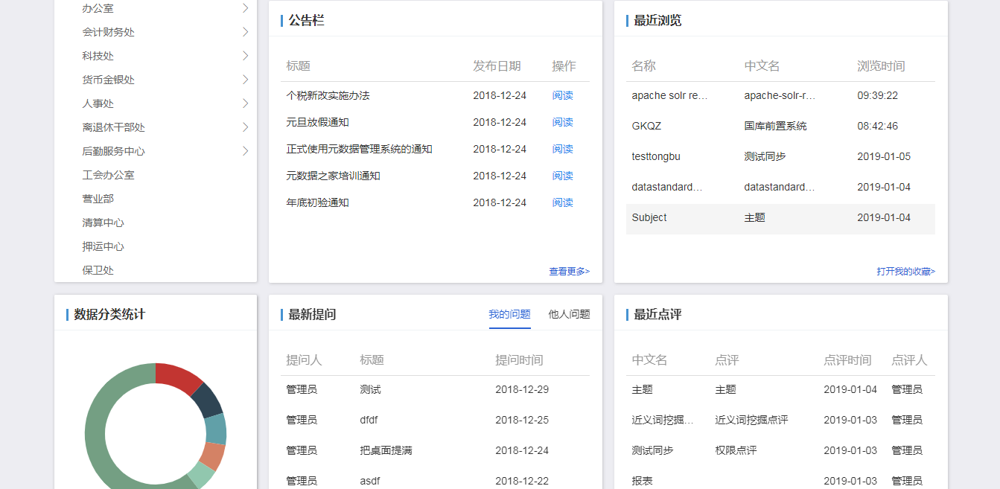 办公室
会计财务处
科技处
货币金银处
人事处
离退休干部处
后勤服务中心
工会办公室
营业部
清算中心
押运中心
保卫处
公告栏
标题 发布日期 操作
个税新改实施办法 2018-12-24 阅读
元旦放假通知 2018-12-24 阅读
正式使用元数据管理系统的通知 2018-12-24 阅读
元数据之家培训通知 2018-12-24 阅读
年底初验通知 2018-12-24 阅读
查看更多>
最近浏览
名称 中文名 浏览时间
apache solr re... apache-solr-r... 09:39:22
GKQZ 国库前置系统 08:42:46
testtongbu 测试同步 2019-01-05
datastandard... datastandard... 2019-01-04
Subject 主题 2019-01-04
打开我的收藏>
数据分类统计
最新提问 我的问题 他人问题
提问人 标题 提问时间
管理员 测试 2018-12-29
管理员 dfdf 2018-12-25
管理员 把桌面提满 2018-12-24
管理员 asdf 2018-12-22
最近点评
中文名 点评 点评时间 点评人
主题 主题 2019-01-04 管理员
近义词挖掘... 近义词挖掘点评 2019-01-03 管理员
测试同步 权限点评 2019-01-03 管理员
报表 2019-01-03 管理员